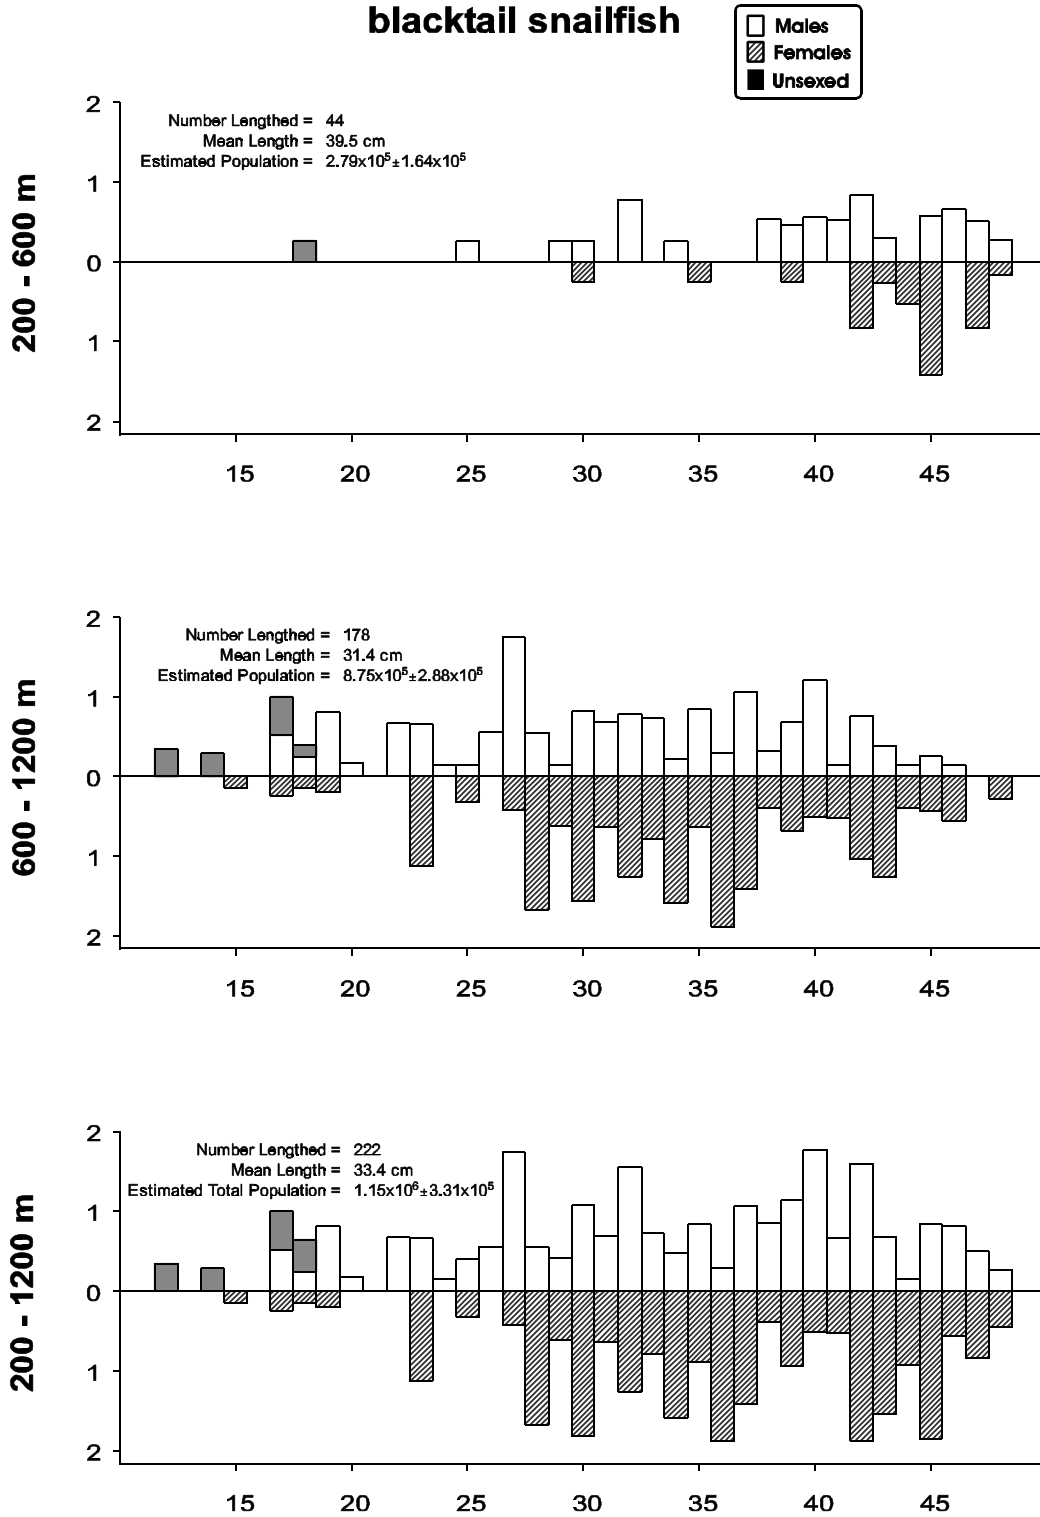 blacktail snailfish
Males
Females
Unsexed
200 - 600 m
Number Lengthed = 44
Mean Length = 39.5 cm
Estimated Population = 2.79x10⁵±1.64x10⁵
2
1
0
1
2
15 20 25 30 35 40 45
600 - 1200 m
Number Lengthed = 178
Mean Length = 31.4 cm
Estimated Population = 8.75x10⁵±2.88x10⁵
2
1
0
1
2
15 20 25 30 35 40 45
200 - 1200 m
Number Lengthed = 222
Mean Length = 33.4 cm
Estimated Total Population = 1.15x10⁶±3.31x10⁵
2
1
0
1
2
15 20 25 30 35 40 45